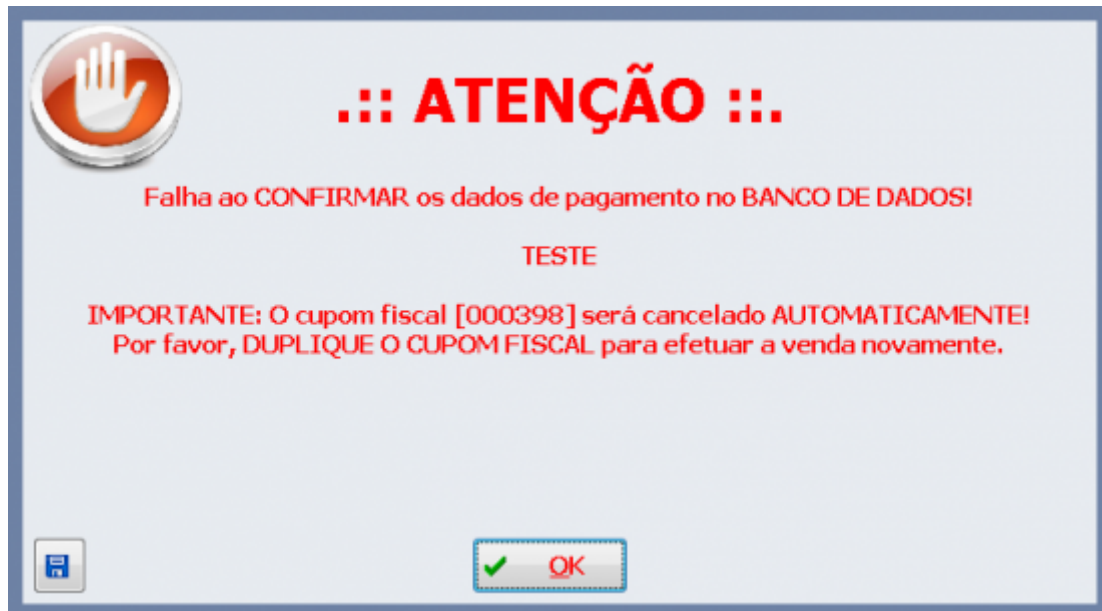 .:: ATENÇÃO ::.
Falha ao CONFIRMAR os dados de pagamento no BANCO DE DADOS!
TESTE
IMPORTANTE: O cupom fiscal [000398] será cancelado AUTOMATICAMENTE!
Por favor, DUPLIQUE O CUPOM FISCAL para efetuar a venda novamente.
OK